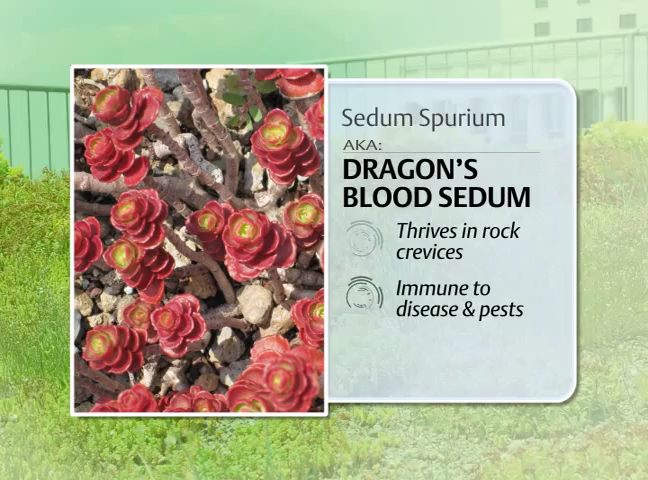 Sedum Spurium
AKA:
DRAGON'S
BLOOD SEDUM
Thrives in rock
crevices
Immune to
disease & pests